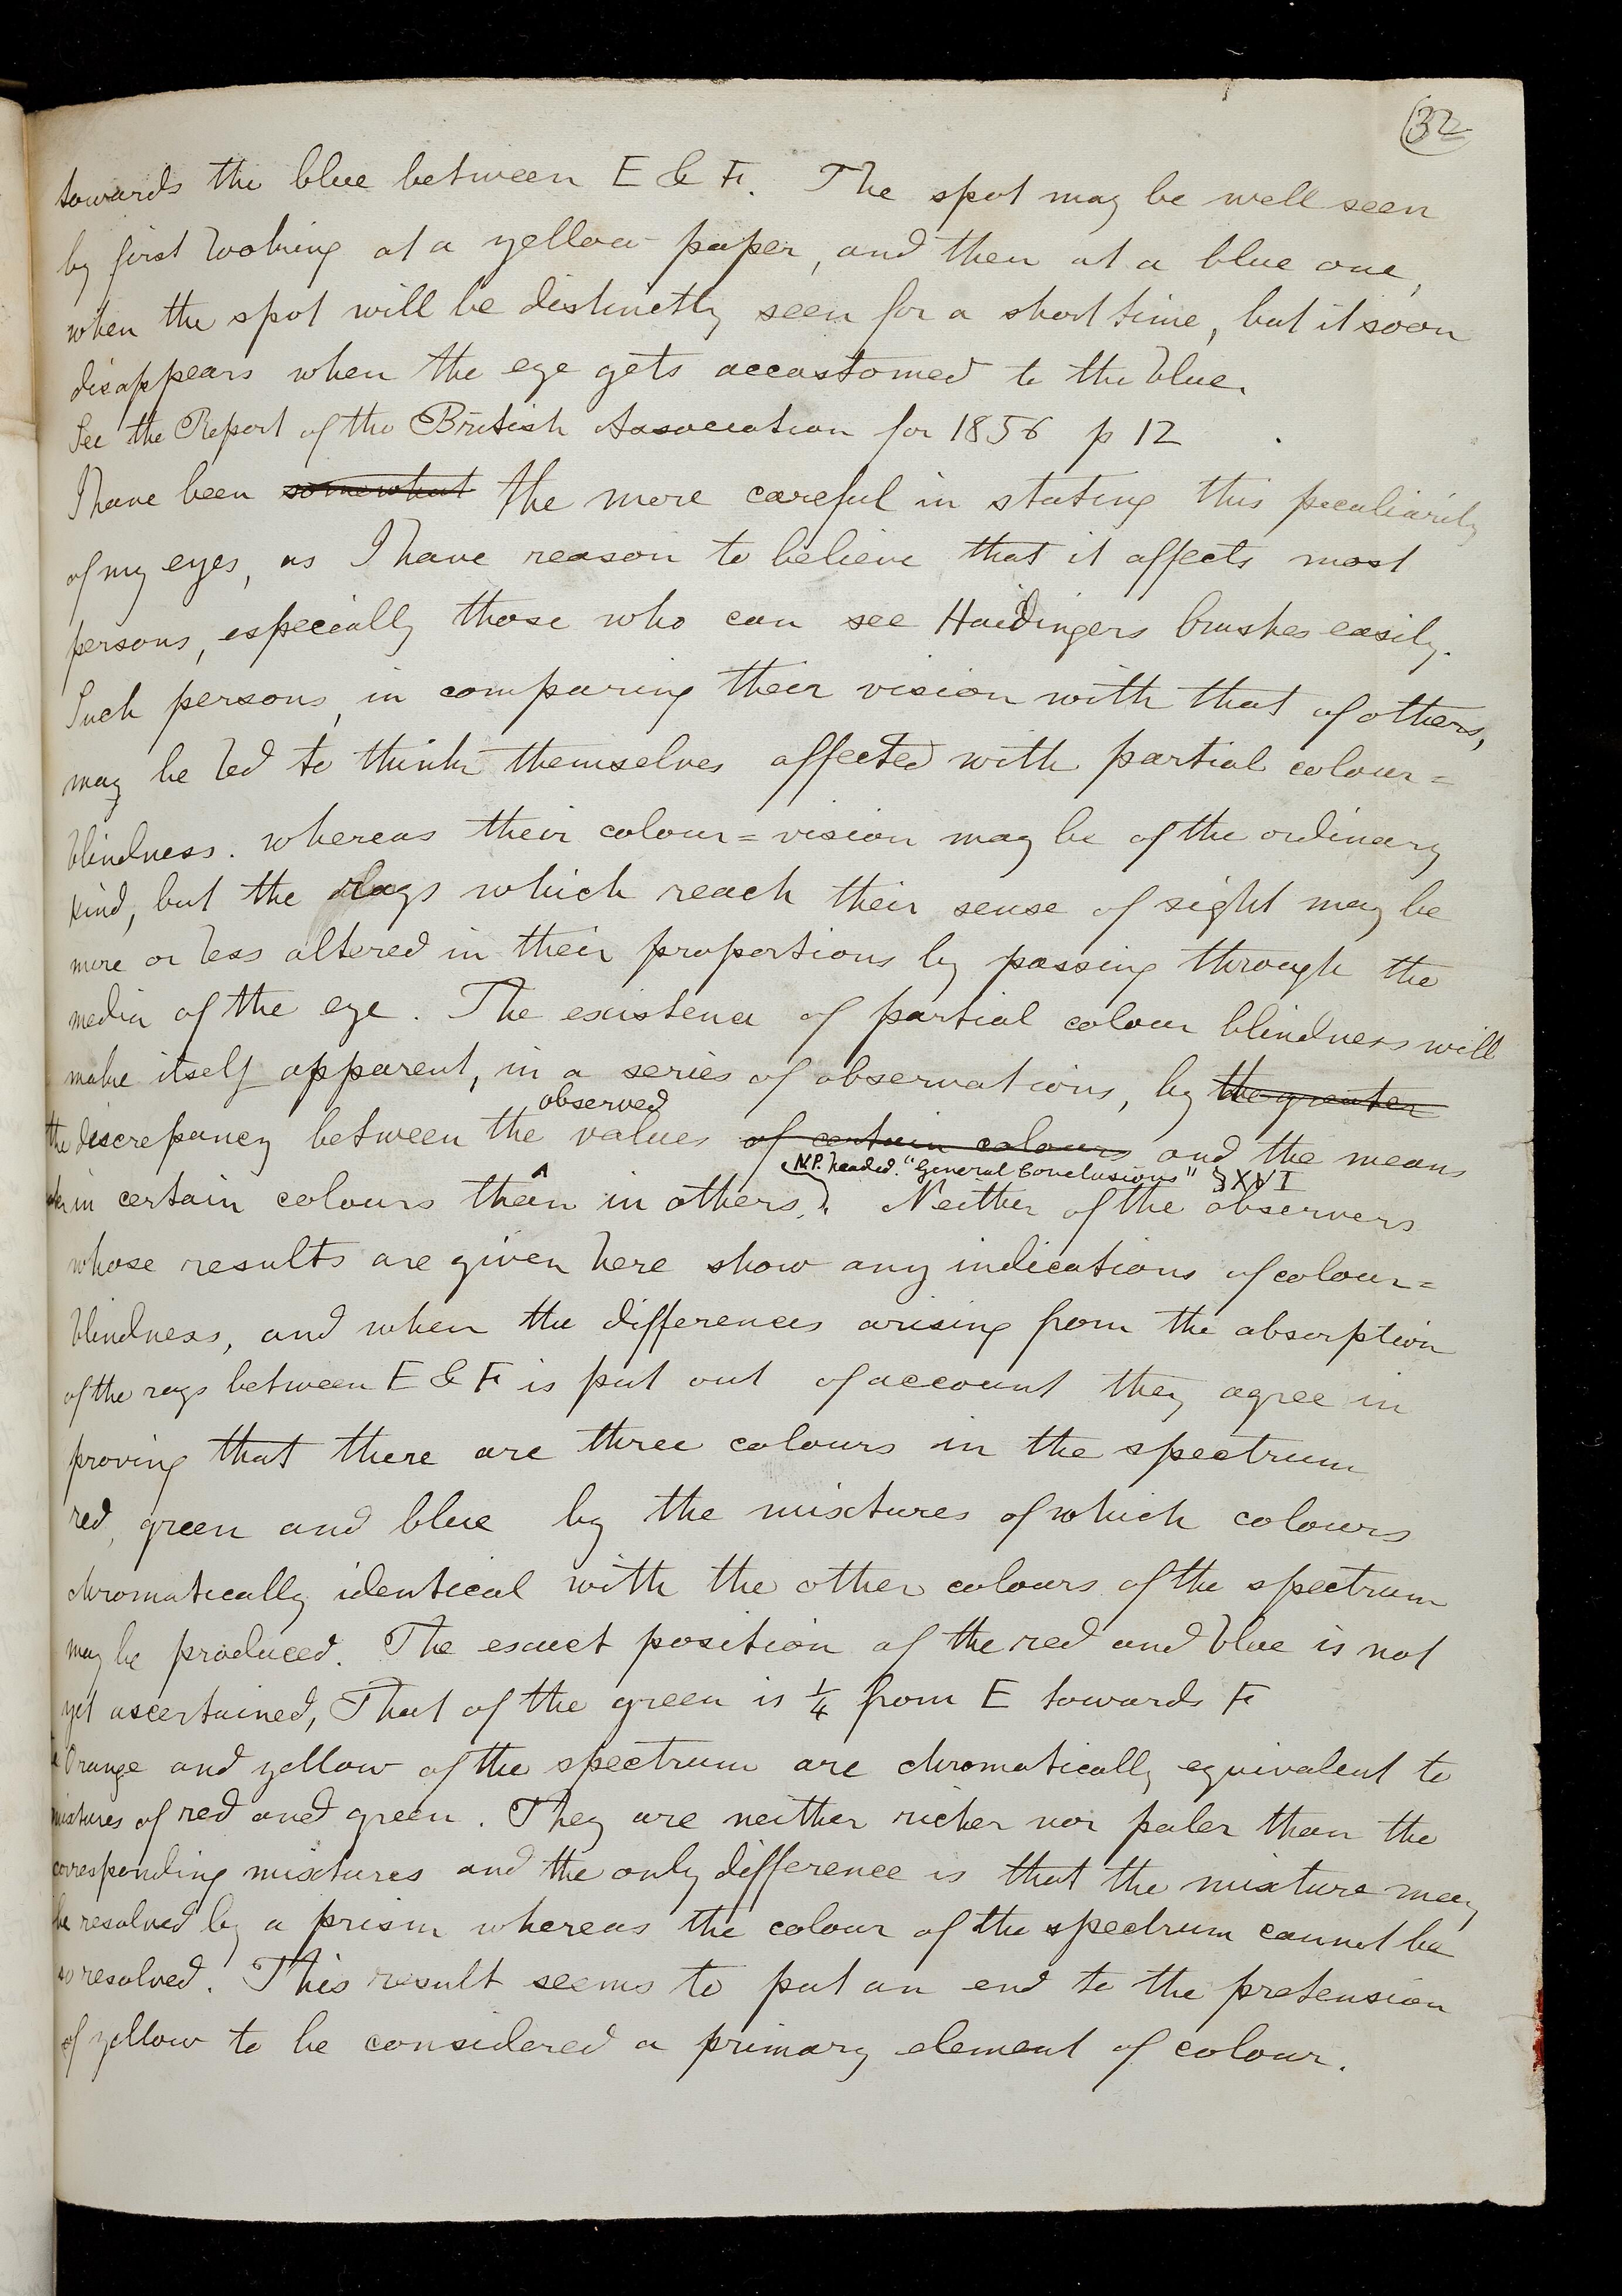 32
towards the blue between E & F. The spot may be well seen
by first looking at a yellow paper, and then at a blue one,
when the spot will be distinctly seen for a short time, but it soon
disappears when the eye gets accustomed to the blue.
See the Report of the British Association for 1856 p 12
I have been somewhat the more careful in stating this peculiarity
of my eyes, as I have reason to believe that it affects most
persons, especially those who can see Haidingers brushes easily.
Such persons, in comparing their vision with that of others,
may be led to think themselves affected with partial colour=
blindness. whereas their colour=vision may be of the ordinary
kind, but the rays which reach their sense of sight may be
more or less altered in their proportions by passing through the
media of the eye. The existence of partial colour blindness will
make itself apparent, in a series of observations, by the greater
observed
the discrepancy between the values of certain colours and the means
N.P. headed. "General Conclusions" § XVI
in certain colours than in others. Neither of the observers
whose results are given here show any indications of colour=
blindness, and when the differences arising from the absorption
of the rays between E & F is put out of account they agree in
proving that there are three colours in the spectrum
red, green and blue by the mixtures of which colours
chromatically identical with the other colours of the spectrum
may be produced. The exact position of the red and blue is not
yet ascertained, That of the green is 1/4 from E towards F
Orange and yellow of the spectrum are chromatically equivalent to
mixtures of red and green. They are neither richer nor paler than the
corresponding mixtures and the only difference is that the mixture may
be resolved by a prism whereas the colour of the spectrum cannot be
so resolved. This result seems to put an end to the pretension
of yellow to be considered a primary element of colour.